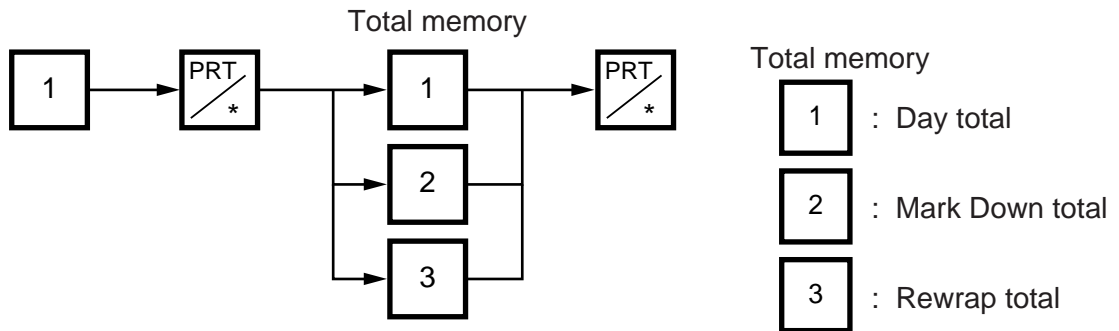 Total memory
1
PRT
*
1
PRT
*
2
3
Total memory
1 : Day total
2 : Mark Down total
3 : Rewrap total